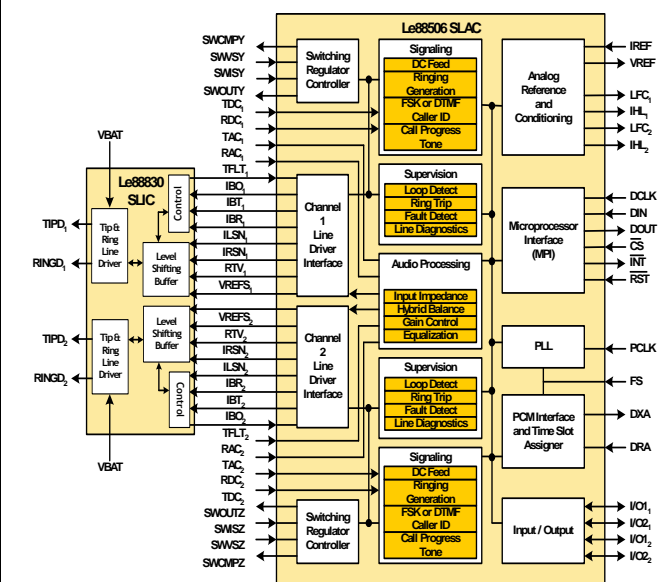 Le88506 SLAC
SWCMPY
SWVSY
SWISY
SWOUTY
TDC1
RDC1
TAC1
RAC1
TFLT1
IBO1
IBT1
IBR1
ILSN1
IRSN1
RTV1
VREFS1
VREFS2
RTV2
IRSN2
ILSN2
IBR2
IBT2
IBO2
TFLT2
RAC2
TAC2
RDC2
TDC2
SWOUTZ
SWISZ
SWVSZ
SWCMPZ
VBAT
Le88830
SLIC
TIPD1
RINGD1
Tip &
Ring
Line
Driver
Control
Level
Shifting
Buffer
TIPD2
RINGD2
Tip &
Ring
Line
Driver
Level
Shifting
Buffer
Control
VBAT
Switching
Regulator
Controller
Channel
1
Line
Driver
Interface
Channel
2
Line
Driver
Interface
Switching
Regulator
Controller
Signaling
DC Feed
Ringing
Generation
FSK or DTMF
Caller ID
Call Progress
Tone
Supervision
Loop Detect
Ring Trip
Fault Detect
Line Diagnostics
Audio Processing
Input Impedance
Hybrid Balance
Gain Control
Equalization
Supervision
Loop Detect
Ring Trip
Fault Detect
Line Diagnostics
Signaling
DC Feed
Ringing
Generation
FSK or DTMF
Caller ID
Call Progress
Tone
Analog
Reference
and
Conditioning
Microprocessor
Interface
(MPI)
PLL
PCM Interface
and Time Slot
Assigner
Input / Output
IREF
VREF
LFC1
IHL1
LFC2
IHL2
DCLK
DIN
DOUT
CS
INT
RST
PCLK
FS
DXA
DRA
I/O11
I/O21
I/O12
I/O22